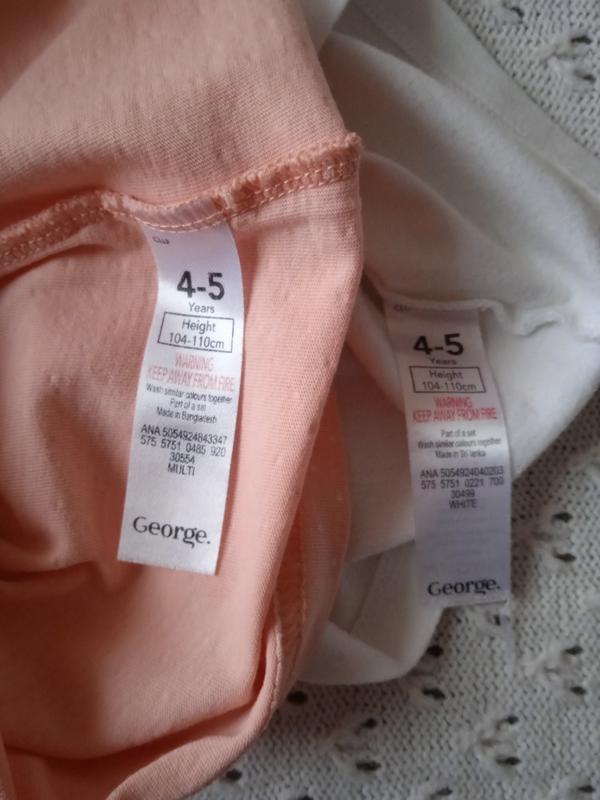 4-5
Years
Height
104-110cm
WARNING
KEEP AWAY FROM FIRE
Wash similar colours together
Part of a set
Made in Bangladesh
ANA 5054924843347
575 5751 0485 920
30554
MULTI
George.
4-5
Years
Height
104-110cm
WARNING
KEEP AWAY FROM FIRE
Part of a set
Wash similar colours together
Made in Sri lanka
ANA 5054924040203
575 5751 0221 700
30499
WHITE
George.